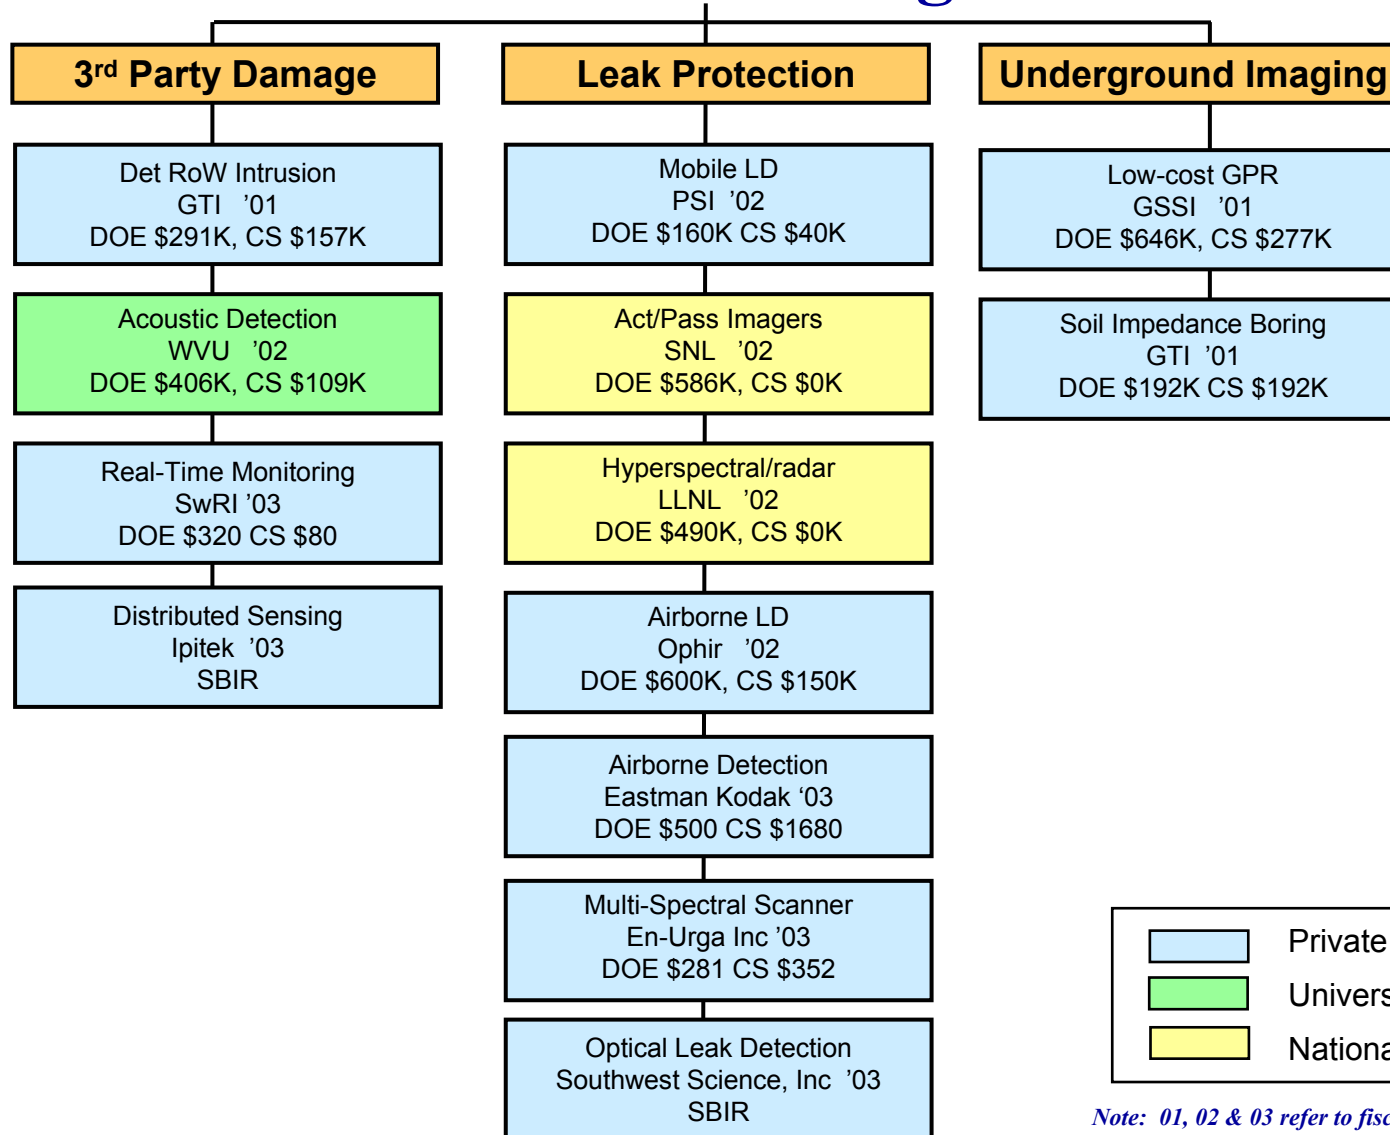 3rd Party Damage
Det RoW Intrusion
GTI '01
DOE $291K, CS $157K
Acoustic Detection
WVU '02
DOE $406K, CS $109K
Real-Time Monitoring
SwRI '03
DOE $320 CS $80
Distributed Sensing
Ipitek '03
SBIR
Leak Protection
Mobile LD
PSI '02
DOE $160K CS $40K
Act/Pass Imagers
SNL '02
DOE $586K, CS $0K
Hyperspectral/radar
LLNL '02
DOE $490K, CS $0K
Airborne LD
Ophir '02
DOE $600K, CS $150K
Airborne Detection
Eastman Kodak ‘03
DOE $500 CS $1680
Multi-Spectral Scanner
En-Urga Inc '03
DOE $281 CS $352
Optical Leak Detection
Southwest Science, Inc '03
SBIR
Underground Imaging
Low-cost GPR
GSSI '01
DOE $646K, CS $277K
Soil Impedance Boring
GTI '01
DOE $192K CS $192K
Private
Univers
Nationa
Note: 01, 02 & 03 refer to fisc